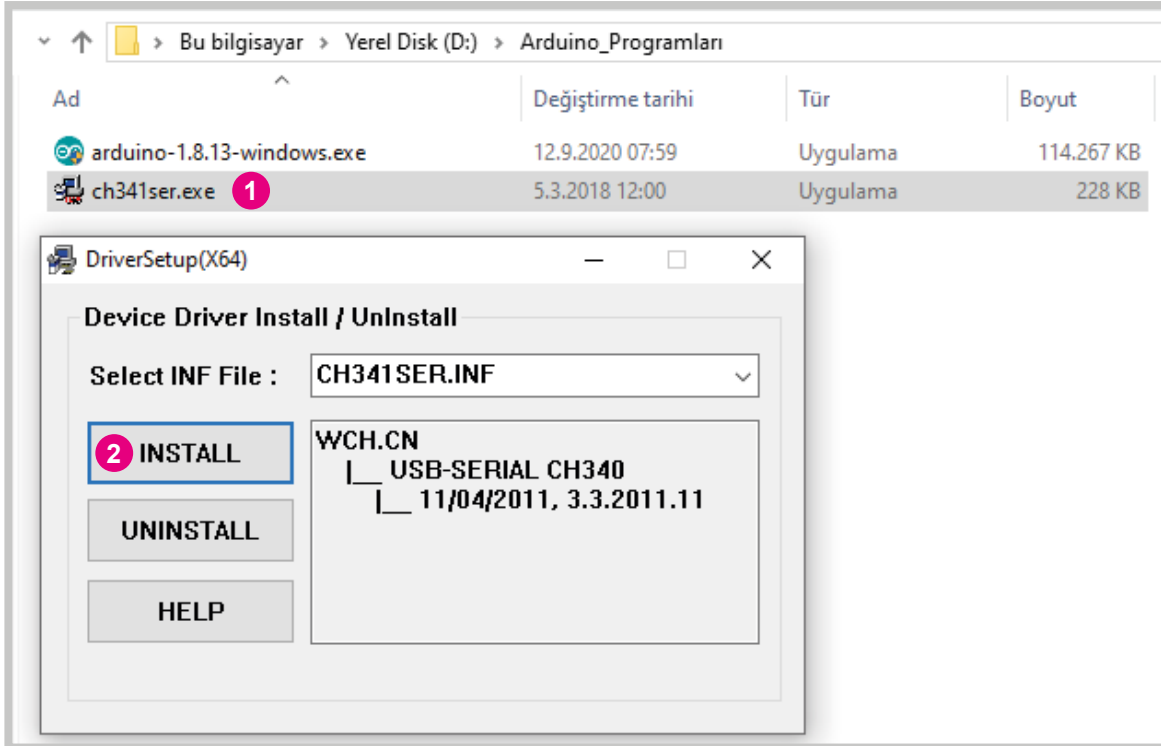 Bu bilgisayar > Yerel Disk (D:) > Arduino_Programları
Ad Değiştirme tarihi Tür Boyut
arduino-1.8.13-windows.exe 12.9.2020 07:59 Uygulama 114.267 KB
ch341ser.exe 1 5.3.2018 12:00 Uygulama 228 KB
DriverSetup(X64)
Device Driver Install / UnInstall
Select INF File : CH341SER.INF
2 INSTALL
WCH.CN
|__ USB-SERIAL CH340
|__ 11/04/2011, 3.3.2011.11
UNINSTALL
HELP